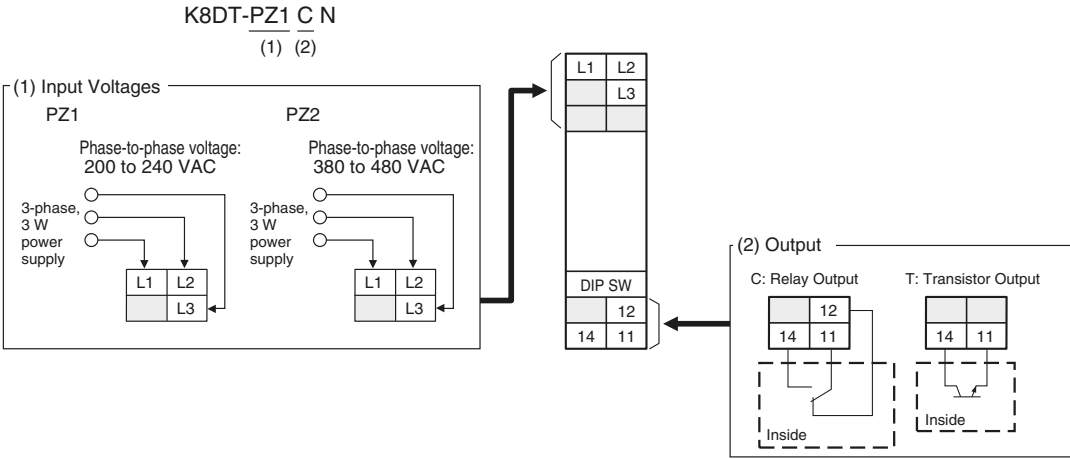 K8DT-PZ1 C N
(1) (2)
(1) Input Voltages
PZ1
Phase-to-phase voltage:
200 to 240 VAC
3-phase,
3 W
power
supply
L1 L2
L3
PZ2
Phase-to-phase voltage:
380 to 480 VAC
3-phase,
3 W
power
supply
L1 L2
L3
L1 L2
L3
DIP SW
12
14 11
(2) Output
C: Relay Output
12
14 11
Inside
T: Transistor Output
14 11
Inside